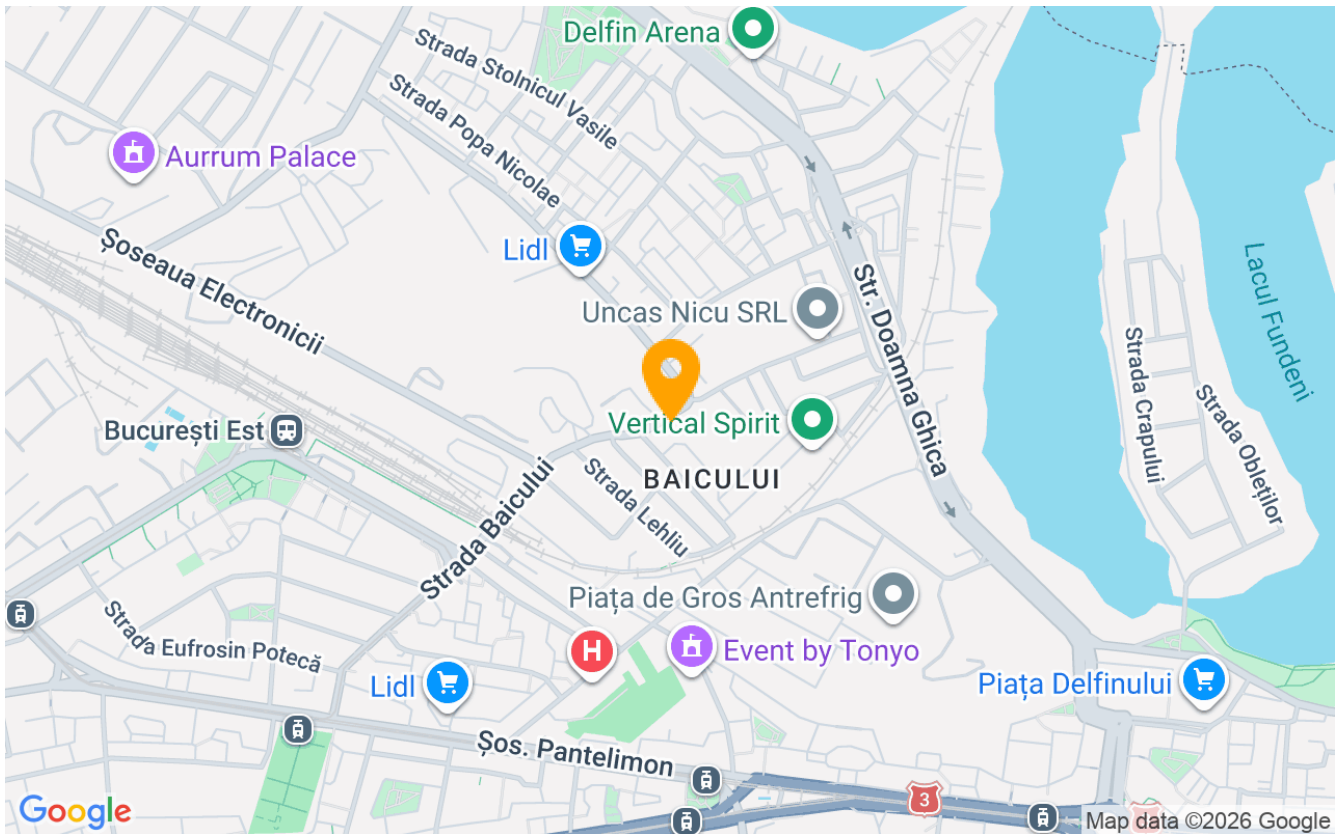 Delfin Arena
Strada Stolnicul Vasile
Strada Popa Nicolae
Aurrum Palace
Lidl
Șoseaua Electronicii
Uncas Nicu SRL
Str. Doamna Ghica
Lacul Fundeni
Strada Crapului
Strada Obleților
București Est
Vertical Spirit
BAICULUI
Strada Baicului
Strada Lehliu
Piața de Gros Antrefrig
Strada Eufrosin Potecă
H
Event by Tonyo
Lidl
Piața Delfinului
Șos. Pantelimon
3
Google
Map data ©2026 Google